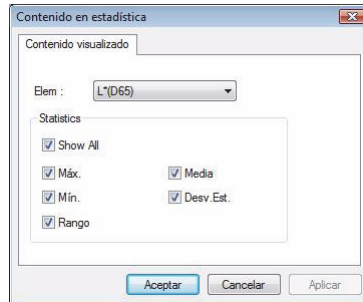 Contenido en estadística
Contenido visualizado
Elem :
L*(D65)
Statistics
Show All
Máx.
Media
Mín.
Desv.Est.
Rango
Aceptar
Cancelar
Aplicar